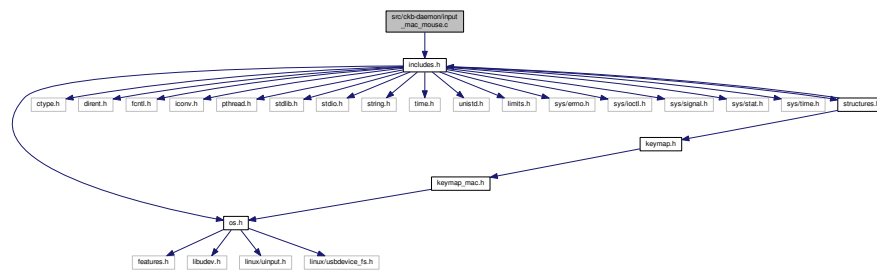 src/ckb-daemon/input
_mac_mouse.c
includes.h
ctype.h
dirent.h
fcntl.h
iconv.h
pthread.h
stdlib.h
stdio.h
string.h
time.h
unistd.h
limits.h
sys/errno.h
sys/ioctl.h
sys/signal.h
sys/stat.h
sys/time.h
structures.h
keymap.h
keymap_mac.h
os.h
features.h
libudev.h
linux/uinput.h
linux/usbdevice_fs.h